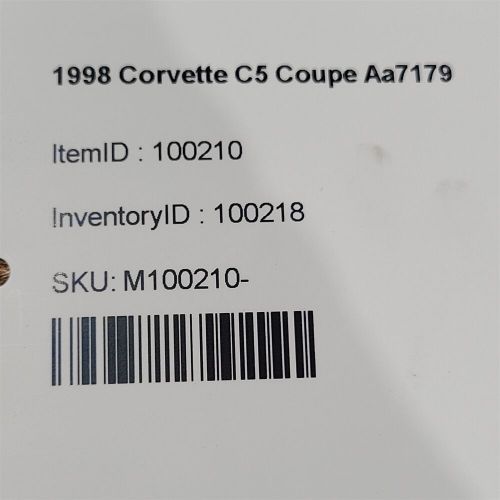 1998 Corvette C5 Coupe Aa7179
ItemID : 100210
InventoryID : 100218
SKU: M100210-